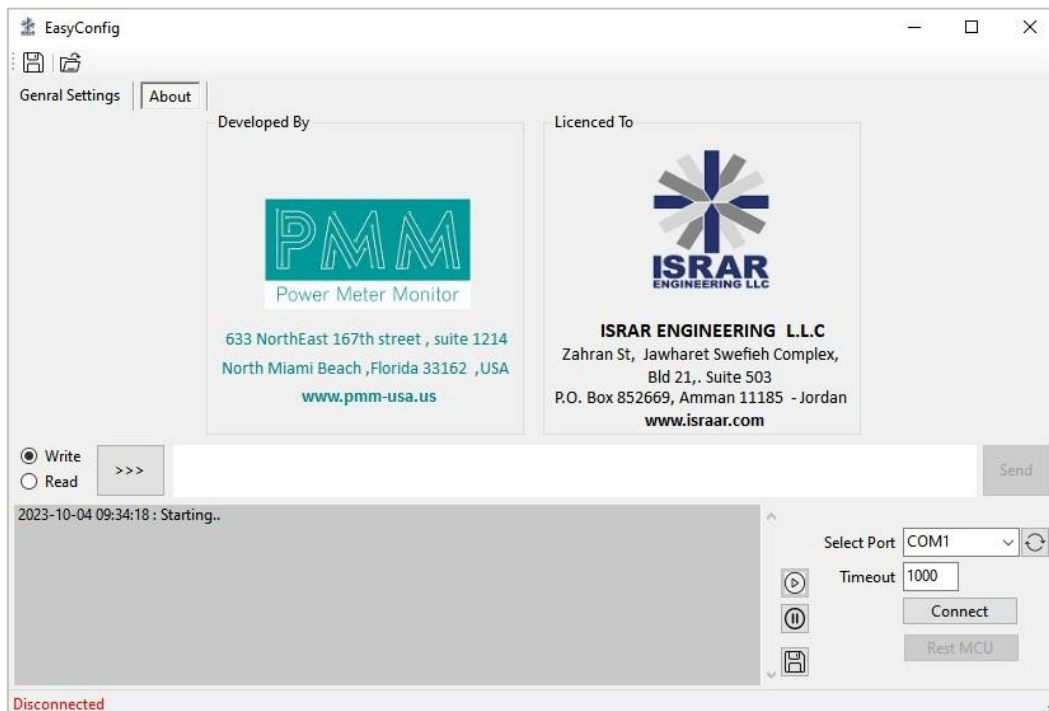 EasyConfig
Genral Settings
About
Developed By
PMM
Power Meter Monitor
633 NorthEast 167th street , suite 1214
North Miami Beach ,Florida 33162 ,USA
www.pmm-usa.us
Licenced To
ISRAR
ENGINEERING LLC
ISRAR ENGINEERING L.L.C
Zahran St, Jawharet Swefieh Complex,
Bld 21,. Suite 503
P.O. Box 852669, Amman 11185 - Jordan
www.israar.com
Write
Read
>>>
Send
2023-10-04 09:34:18 : Starting..
Select Port COM1
Timeout 1000
Connect
Rest MCU
Disconnected